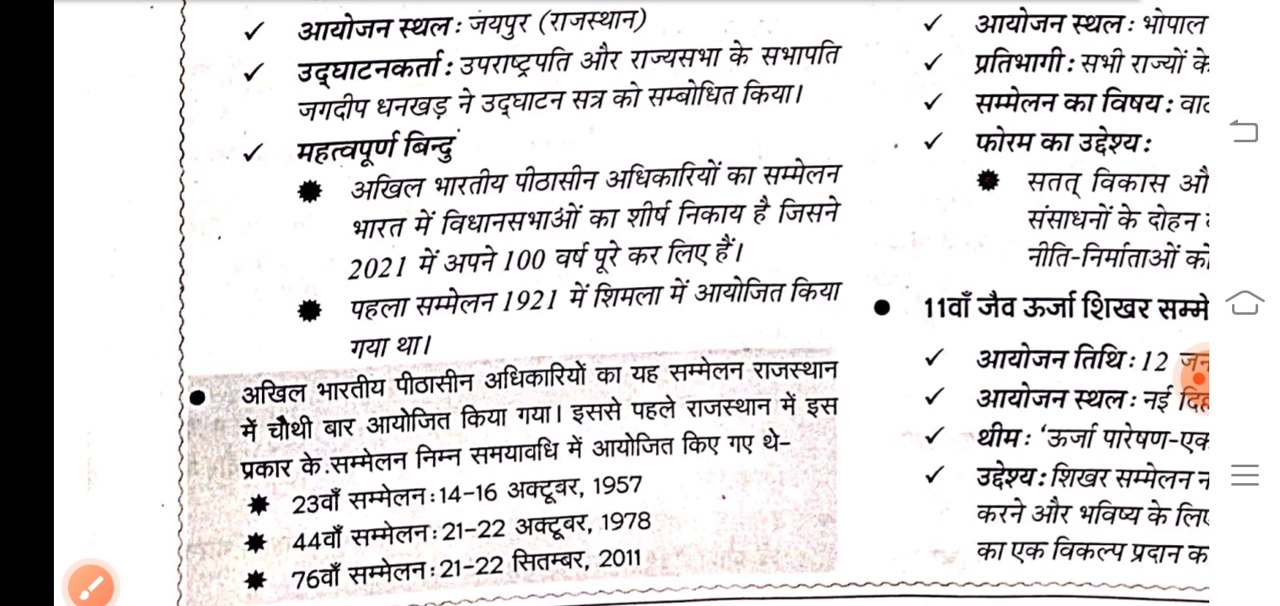 आयोजन स्थल: जयपुर (राजस्थान)
उद्‌घाटनकर्ता: उपराष्ट्रपति और राज्यसभा के सभापति
जगदीप धनखड़ ने उद्‌घाटन सत्र को सम्बोधित किया।
महत्वपूर्ण बिन्दु
अखिल भारतीय पीठासीन अधिकारियों का सम्मेलन
भारत में विधानसभाओं का शीर्ष निकाय है जिसने
2021 में अपने 100 वर्ष पूरे कर लिए हैं।
पहला सम्मेलन 1921 में शिमला में आयोजित किया
गया था।
अखिल भारतीय पीठासीन अधिकारियों का यह सम्मेलन राजस्थान
में चौथी बार आयोजित किया गया। इससे पहले राजस्थान में इस
प्रकार के सम्मेलन निम्न समयावधि में आयोजित किए गए थे–
23वाँ सम्मेलन: 14-16 अक्टूबर, 1957
44वाँ सम्मेलन: 21-22 अक्टूबर, 1978
76वाँ सम्मेलन: 21-22 सितम्बर, 2011
आयोजन स्थल: भोपाल
प्रतिभागी: सभी राज्यों के
सम्मेलन का विषय:
फोरम का उद्देश्य:
सतत् विकास औ
संसाधनों के दोहन
नीति-निर्माताओं को
11वाँ जैव ऊर्जा शिखर सम्मे
आयोजन तिथि: 12 जन
आयोजन स्थल: नई दिल
थीम: 'ऊर्जा पारेषण-एक
उद्देश्य: शिखर सम्मेलन न
करने और भविष्य के लिए
का एक विकल्प प्रदान क